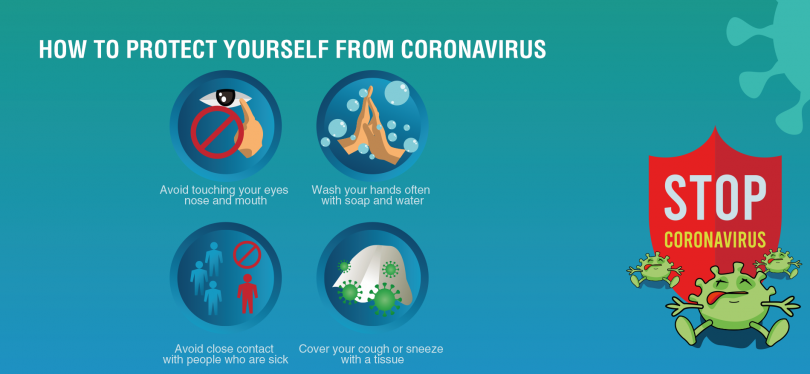 HOW TO PROTECT YOURSELF FROM CORONAVIRUS
Avoid touching your eyes
nose and mouth
Wash your hands often
with soap and water
Avoid close contact
with people who are sick
Cover your cough or sneeze
with a tissue
STOP
CORONAVIRUS